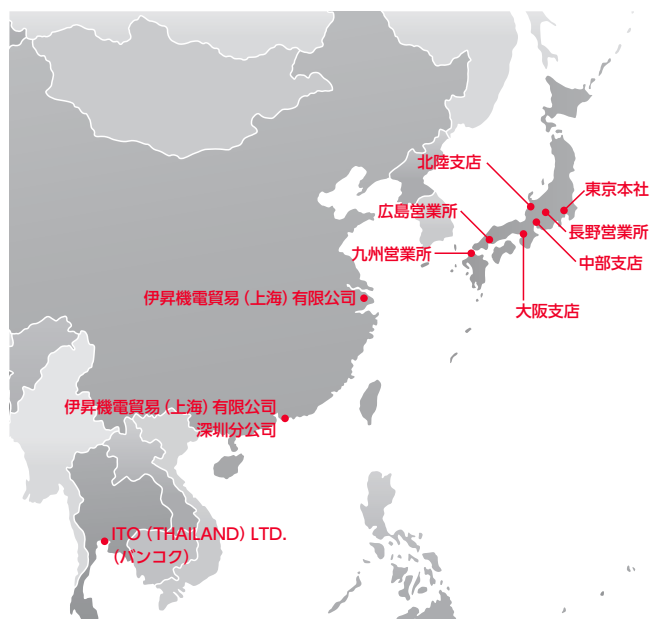 北陸支店
東京本社
広島営業所
長野営業所
九州営業所
中部支店
伊昇機電貿易（上海）有限公司
大阪支店
伊昇機電貿易（上海）有限公司
深圳分公司
ITO（THAILAND）LTD.
（バンコク）